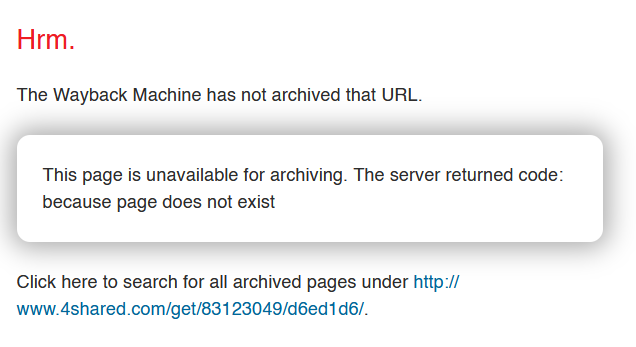 Hrm.
The Wayback Machine has not archived that URL.
This page is unavailable for archiving. The server returned code:
because page does not exist
Click here to search for all archived pages under http://
www.4shared.com/get/83123049/d6ed1d6/.